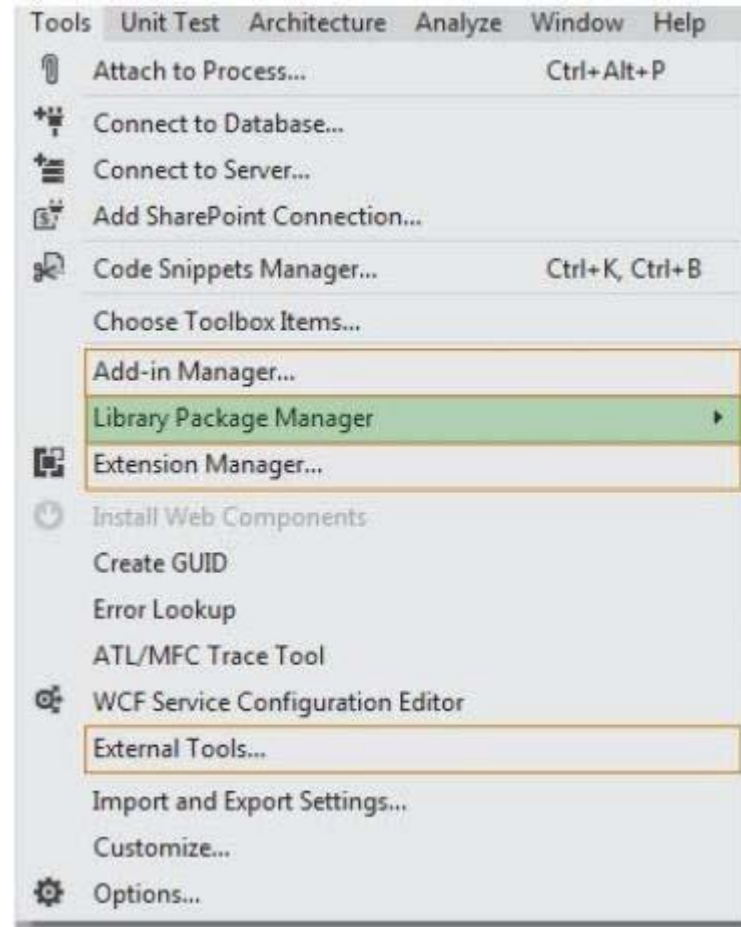 Tools Unit Test Architecture Analyze Window Help
Attach to Process... Ctrl+Alt+P
Connect to Database...
Connect to Server...
Add SharePoint Connection...
Code Snippets Manager... Ctrl+K, Ctrl+B
Choose Toolbox Items...
Add-in Manager...
Library Package Manager
Extension Manager...
Install Web Components
Create GUID
Error Lookup
ATL/MFC Trace Tool
WCF Service Configuration Editor
External Tools...
Import and Export Settings...
Customize...
Options...